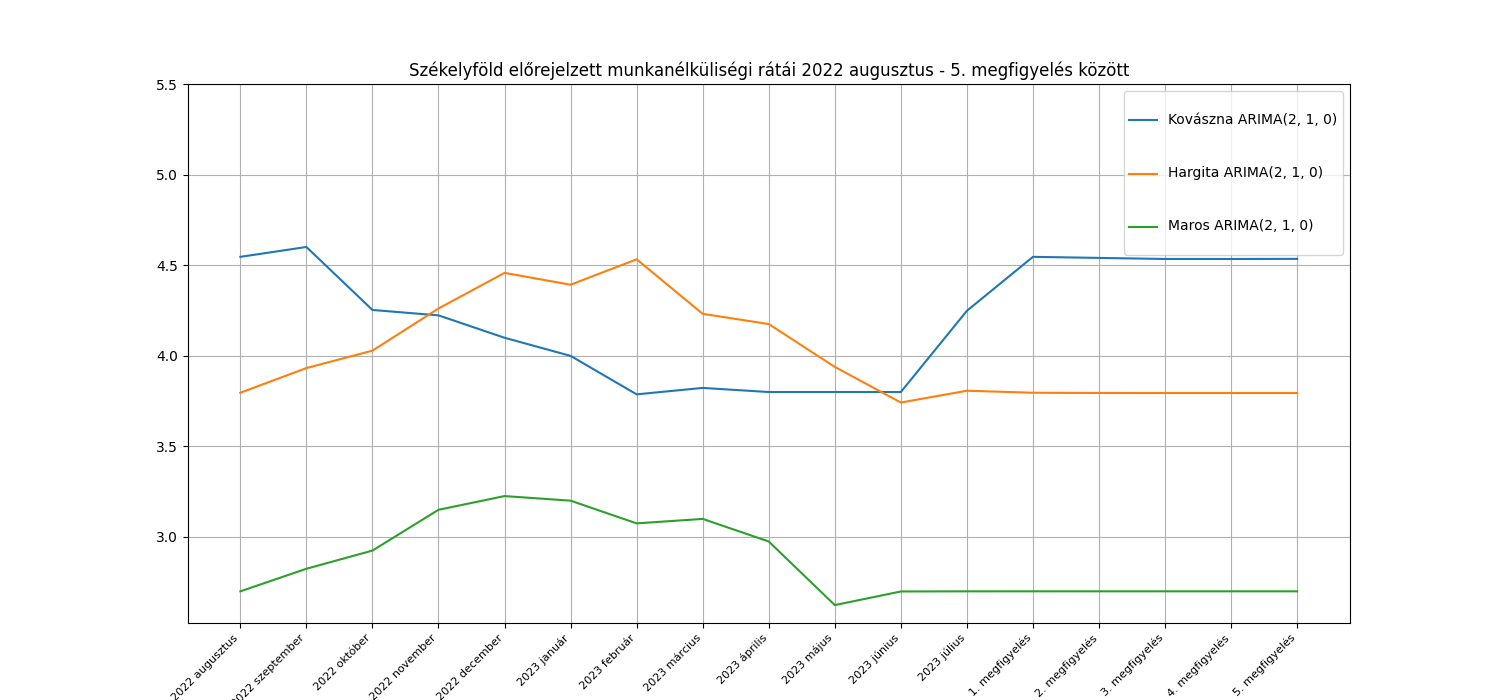 Székelyföld előrejelzett munkanélküliségi rátái 2022 augusztus - 5. megfigyelés között
5.5
5.0
4.5
4.0
3.5
3.0
Kovászna ARIMA(2, 1, 0)
Hargita ARIMA(2, 1, 0)
Maros ARIMA(2, 1, 0)
2022 augusztus
2022 szeptember
2022 október
2022 november
2022 december
2023 január
2023 február
2023 március
2023 április
2023 május
2023 június
2023 július
1. megfigyelés
2. megfigyelés
3. megfigyelés
4. megfigyelés
5. megfigyelés